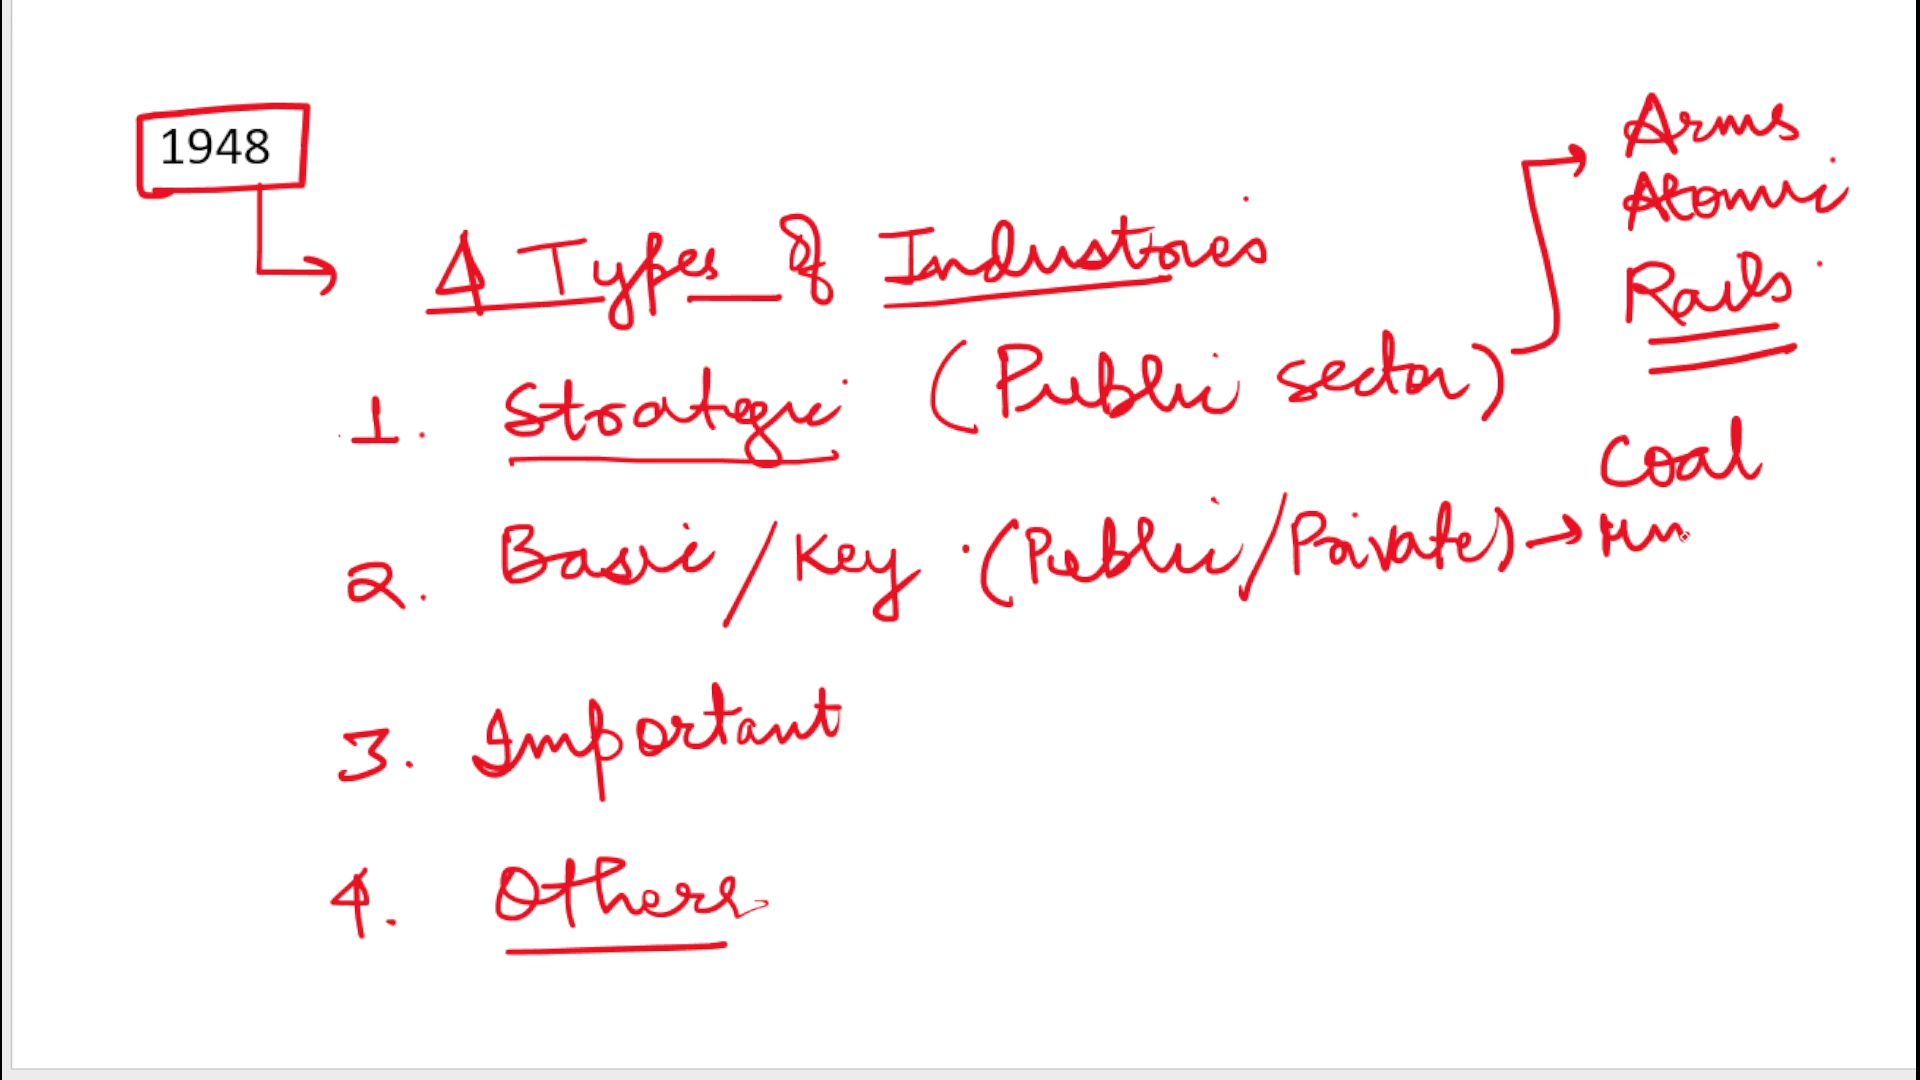 1948
4 Types of Industries
1. Strategic (Public sector) → Arms
Atomic
Rails
2. Basic / Key (Public/Private) → Coal
3. Important
4. Others